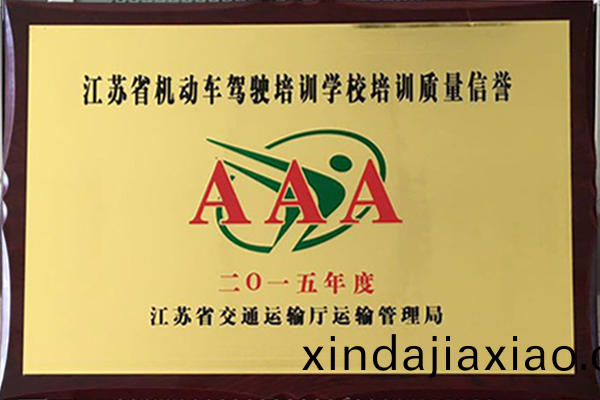 江苏省机动车驾驶培训学校培训质量信誉
AAA
二〇一五年度
江苏省交通运输厅运输管理局
xindajiaxiao.c